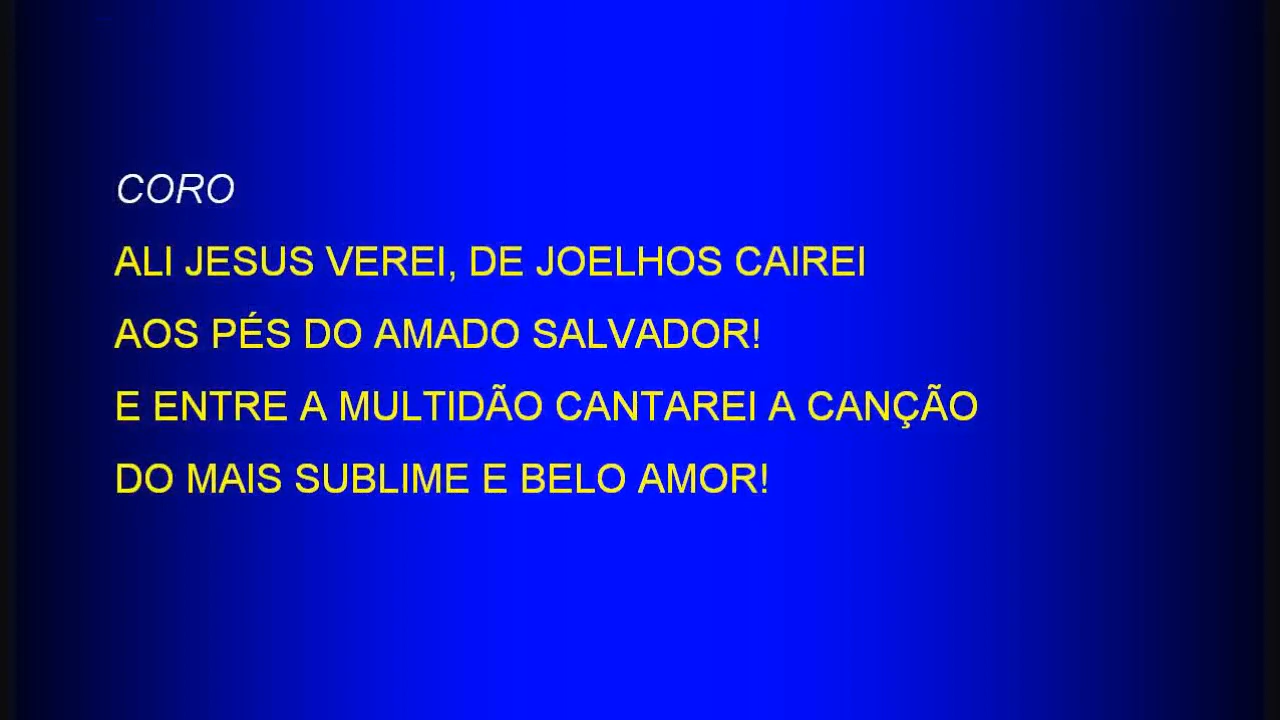 CORO
ALI JESUS VEREI, DE JOELHOS CAIREI
AOS PÉS DO AMADO SALVADOR!
E ENTRE A MULTIDÃO CANTAREI A CANÇÃO
DO MAIS SUBLIME E BELO AMOR!